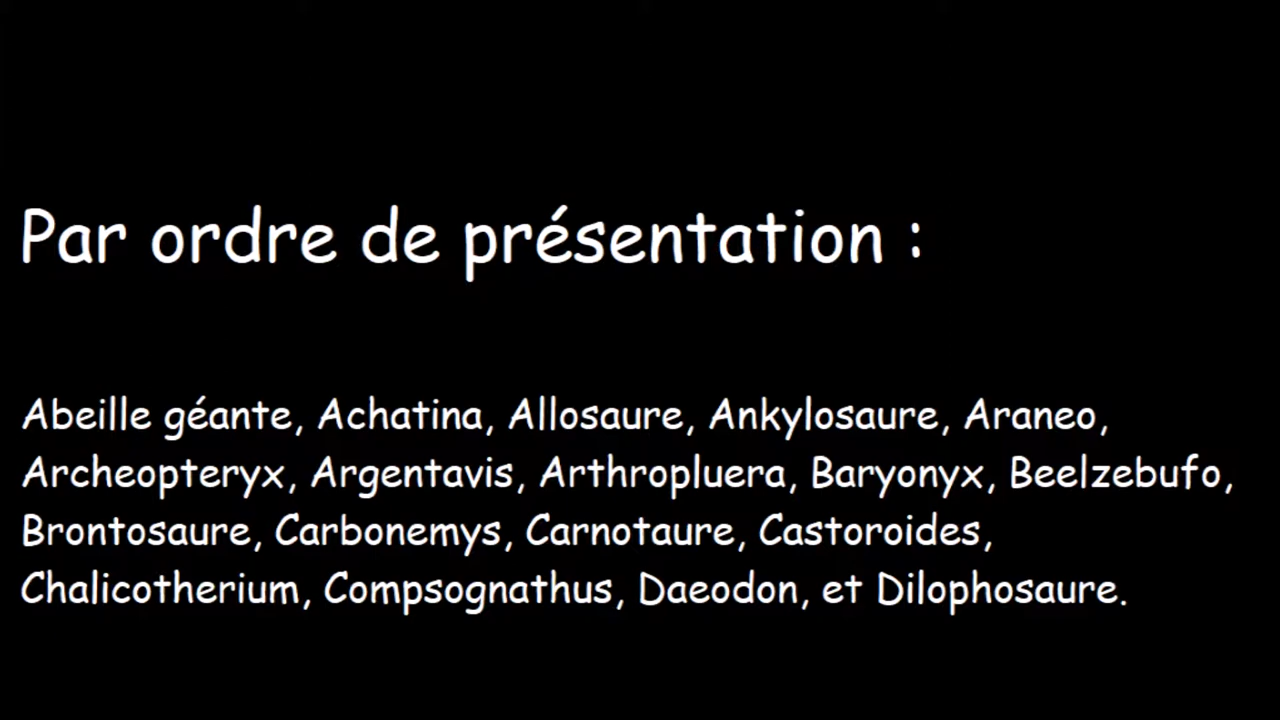 Par ordre de présentation :
Abeille géante, Achatina, Allosaure, Ankylosaure, Araneo,
Archeopteryx, Argentavis, Arthropluera, Baryonyx, Beelzebufo,
Brontosaure, Carbonemys, Carnotaure, Castoroides,
Chalicotherium, Compsognathus, Daeodon, et Dilophosaure.